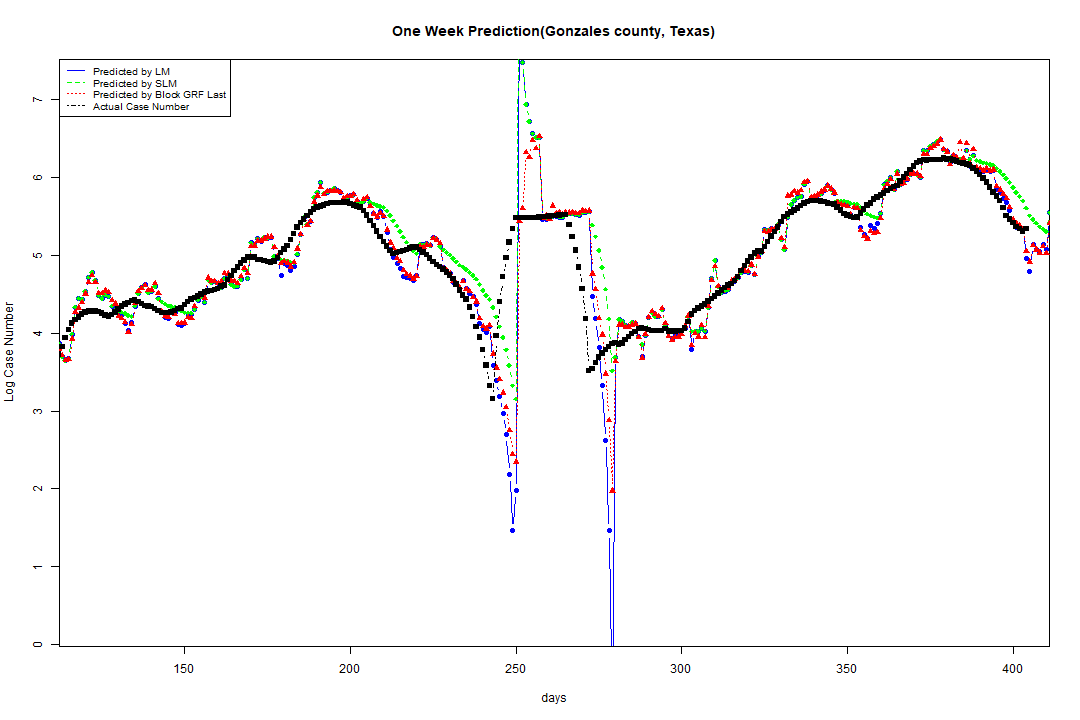 One Week Prediction(Gonzales county, Texas)
Predicted by LM
Predicted by SLM
Predicted by Block GRF Last
Actual Case Number
Log Case Number
7
6
5
4
3
2
1
0
150 200 250 300 350 400
days